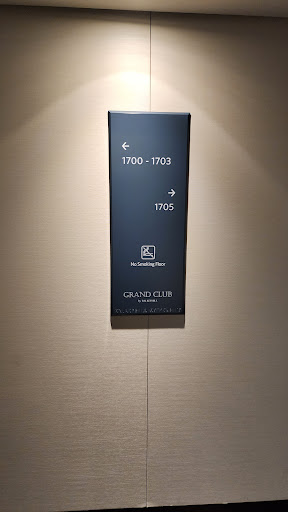 ←
1700 - 1703
→
1705
No Smoking Floor
GRAND CLUB